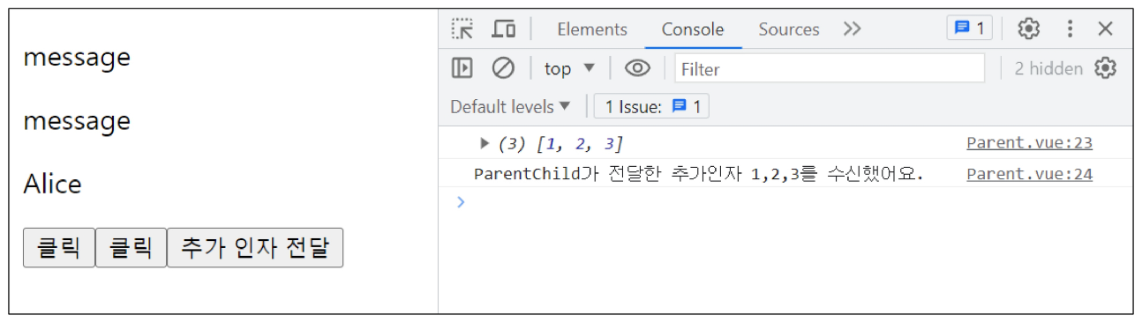 message
message
Alice
클릭 클릭 추가 인자 전달
Elements Console Sources 1
top Filter 2 hidden
Default levels 1 Issue: 1
(3) [1, 2, 3] Parent.vue:23
ParentChild가 전달한 추가인자 1,2,3를 수신했어요. Parent.vue:24